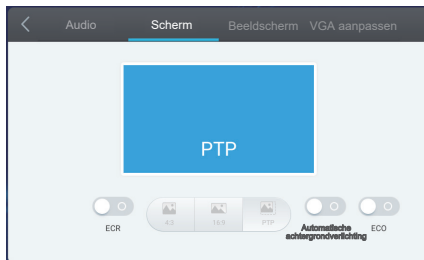 Audio
Scherm
Beeldscherm
VGA aanpassen
PTP
4:3
16:9
PTP
ECR
Automatische
achtergrondverlichting
ECO